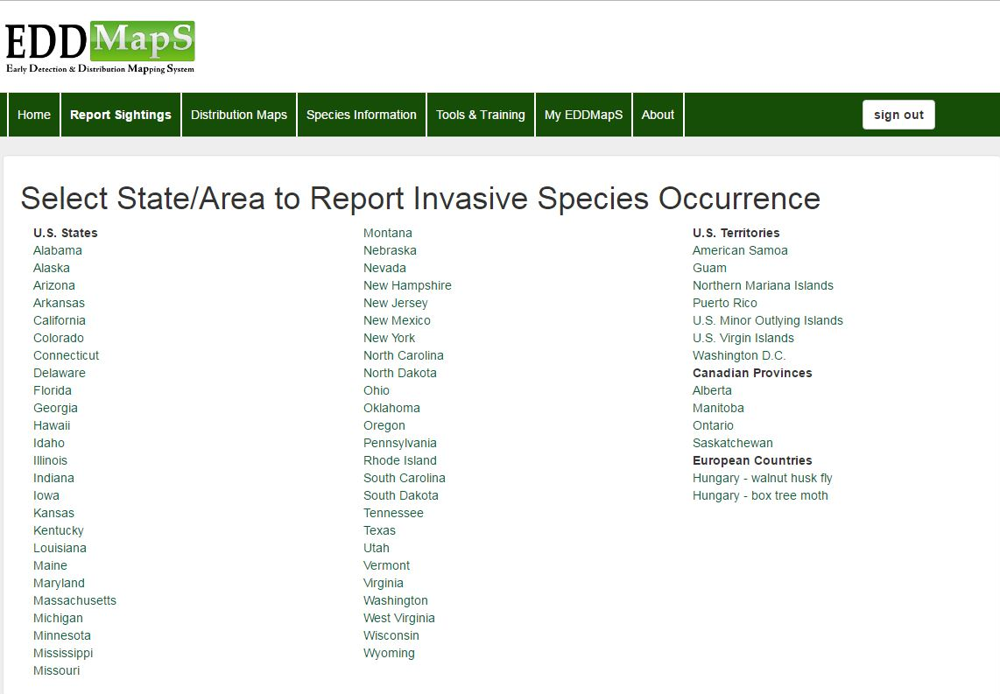 EDDMapS
Early Detection & Distribution Mapping System
Home
Report Sightings
Distribution Maps
Species Information
Tools & Training
My EDDMapS
About
sign out
Select State/Area to Report Invasive Species Occurrence
U.S. States
Alabama
Alaska
Arizona
Arkansas
California
Colorado
Connecticut
Delaware
Florida
Georgia
Hawaii
Idaho
Illinois
Indiana
Iowa
Kansas
Kentucky
Louisiana
Maine
Maryland
Massachusetts
Michigan
Minnesota
Mississippi
Missouri
Montana
Nebraska
Nevada
New Hampshire
New Jersey
New Mexico
New York
North Carolina
North Dakota
Ohio
Oklahoma
Oregon
Pennsylvania
Rhode Island
South Carolina
South Dakota
Tennessee
Texas
Utah
Vermont
Virginia
Washington
West Virginia
Wisconsin
Wyoming
U.S. Territories
American Samoa
Guam
Northern Mariana Islands
Puerto Rico
U.S. Minor Outlying Islands
U.S. Virgin Islands
Washington D.C.
Canadian Provinces
Alberta
Manitoba
Ontario
Saskatchewan
European Countries
Hungary - walnut husk fly
Hungary - box tree moth